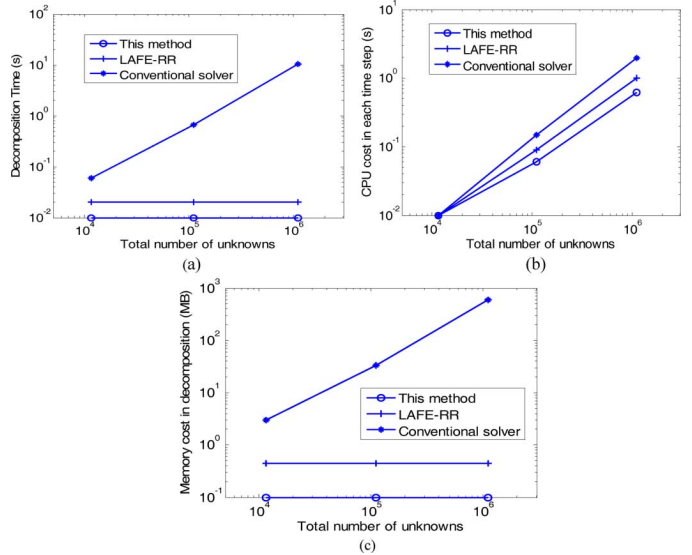 This method
LAFE-RR
Conventional solver
Decomposition Time (s)
10^2
10^1
10^0
10^-1
10^-2
10^4
10^5
10^6
Total number of unknowns
(a)
This method
LAFE-RR
Conventional solver
CPU cost in each time step (s)
10^1
10^0
10^-1
10^-2
10^4
10^5
10^6
Total number of unknowns
(b)
This method
LAFE-RR
Conventional solver
Memory cost in decomposition (MB)
10^3
10^2
10^1
10^0
10^-1
10^4
10^5
10^6
Total number of unknowns
(c)